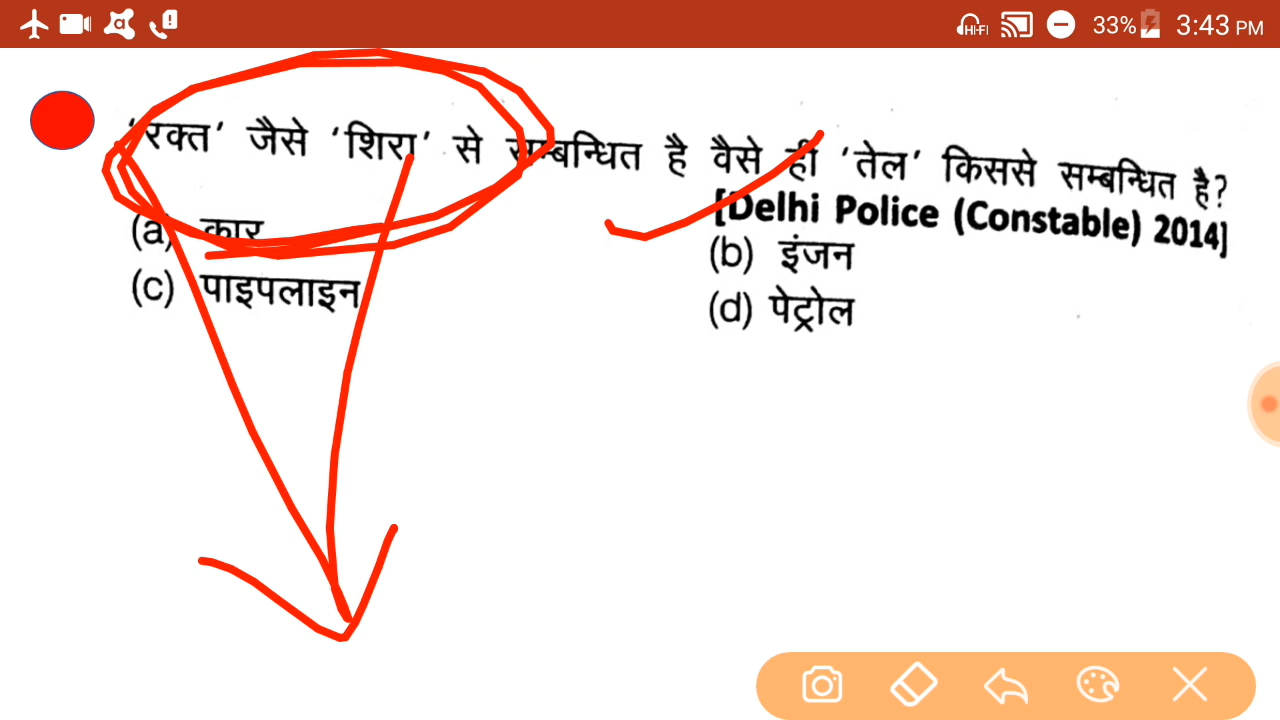 HI-FI 33% 3:43 PM
'रक्त' जैसे 'शिरा' से सम्बन्धित है वैसे ही 'तेल' किससे सम्बन्धित है?
[Delhi Police (Constable) 2014]
(a) कार
(b) इंजन
(c) पाइपलाइन
(d) पेट्रोल